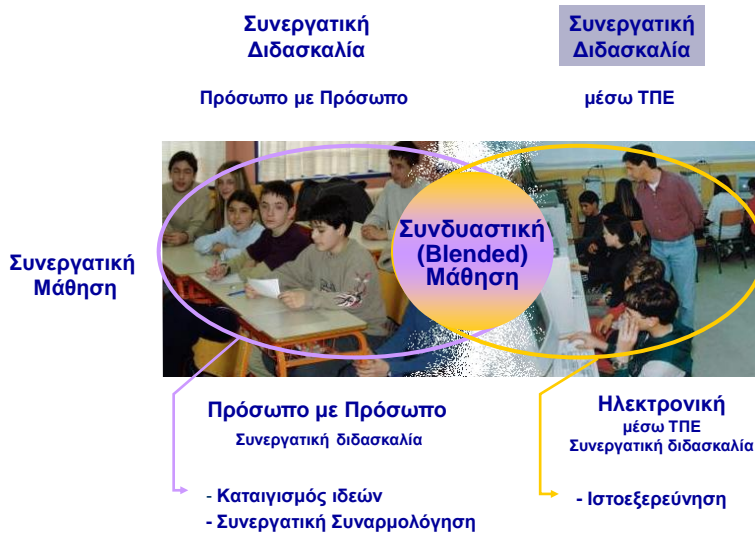 Συνεργατική
Διδασκαλία
Πρόσωπο με Πρόσωπο
Συνεργατική
Διδασκαλία
μέσω ΤΠΕ
Συνεργατική
Μάθηση
Συνδυαστική
(Blended)
Μάθηση
Πρόσωπο με Πρόσωπο
Συνεργατική διδασκαλία
- Καταιγισμός ιδεών
- Συνεργατική Συναρμολόγηση
Ηλεκτρονική
μέσω ΤΠΕ
Συνεργατική διδασκαλία
- Ιστοεξερεύνηση